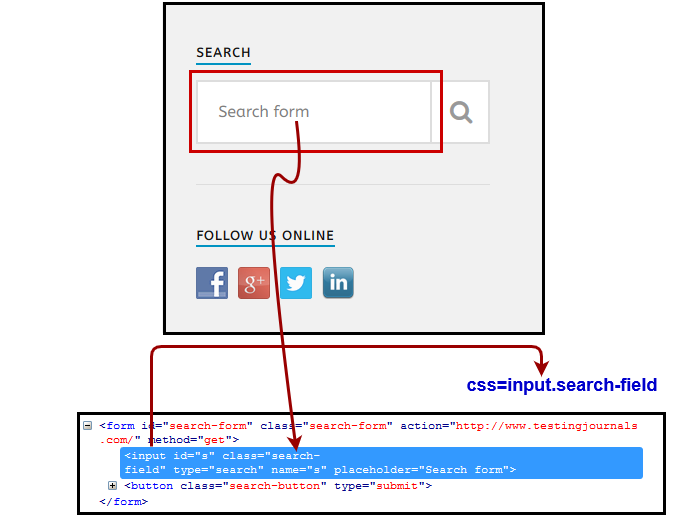 SEARCH
Search form
FOLLOW US ONLINE
f g+ in
css=input.search-field
<form id="search-form" class="search-form" action="http://www.testingjournals
.com/" method="get">
<input id="s" class="search-
field" type="search" name="s" placeholder="Search form">
<button class="search-button" type="submit">
</form>